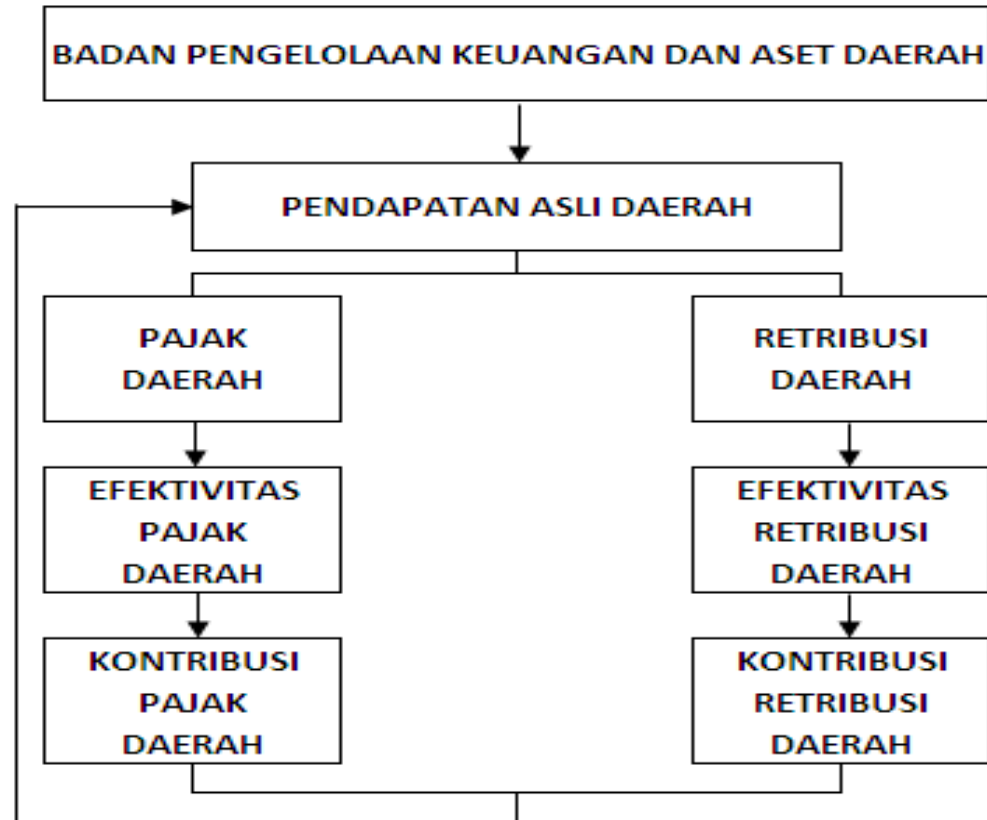 BADAN PENGELOLAAN KEUANGAN DAN ASET DAERAH
PENDAPATAN ASLI DAERAH
PAJAK
DAERAH
RETRIBUSI
DAERAH
EFEKTIVITAS
PAJAK
DAERAH
EFEKTIVITAS
RETRIBUSI
DAERAH
KONTRIBUSI
PAJAK
DAERAH
KONTRIBUSI
RETRIBUSI
DAERAH